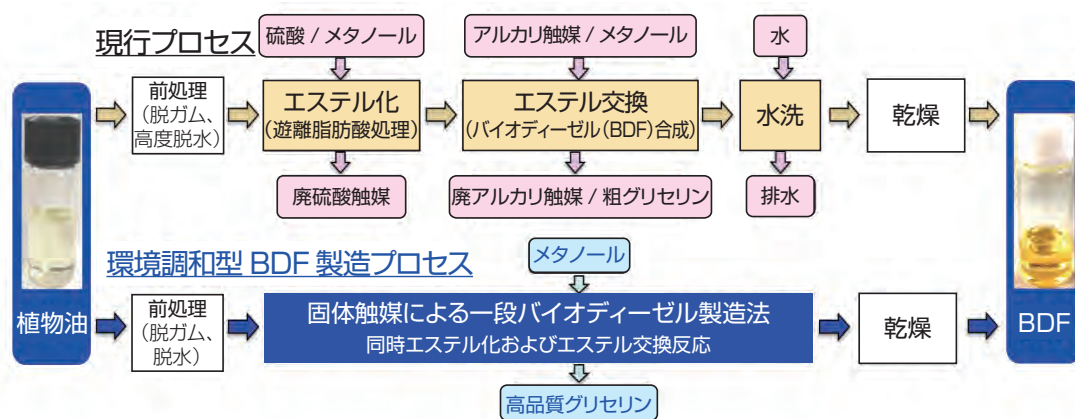 現行プロセス
硫酸 / メタノール
アルカリ触媒 / メタノール
水
前処理
(脱ガム、
高度脱水)
エステル化
(遊離脂肪酸処理)
エステル交換
(バイオディーゼル(BDF)合成)
水洗
乾燥
廃硫酸触媒
廃アルカリ触媒 / 粗グリセリン
排水
環境調和型 BDF 製造プロセス
メタノール
植物油
前処理
(脱ガム、
脱水)
固体触媒による一段バイオディーゼル製造法
同時エステル化およびエステル交換反応
乾燥
BDF
高品質グリセリン